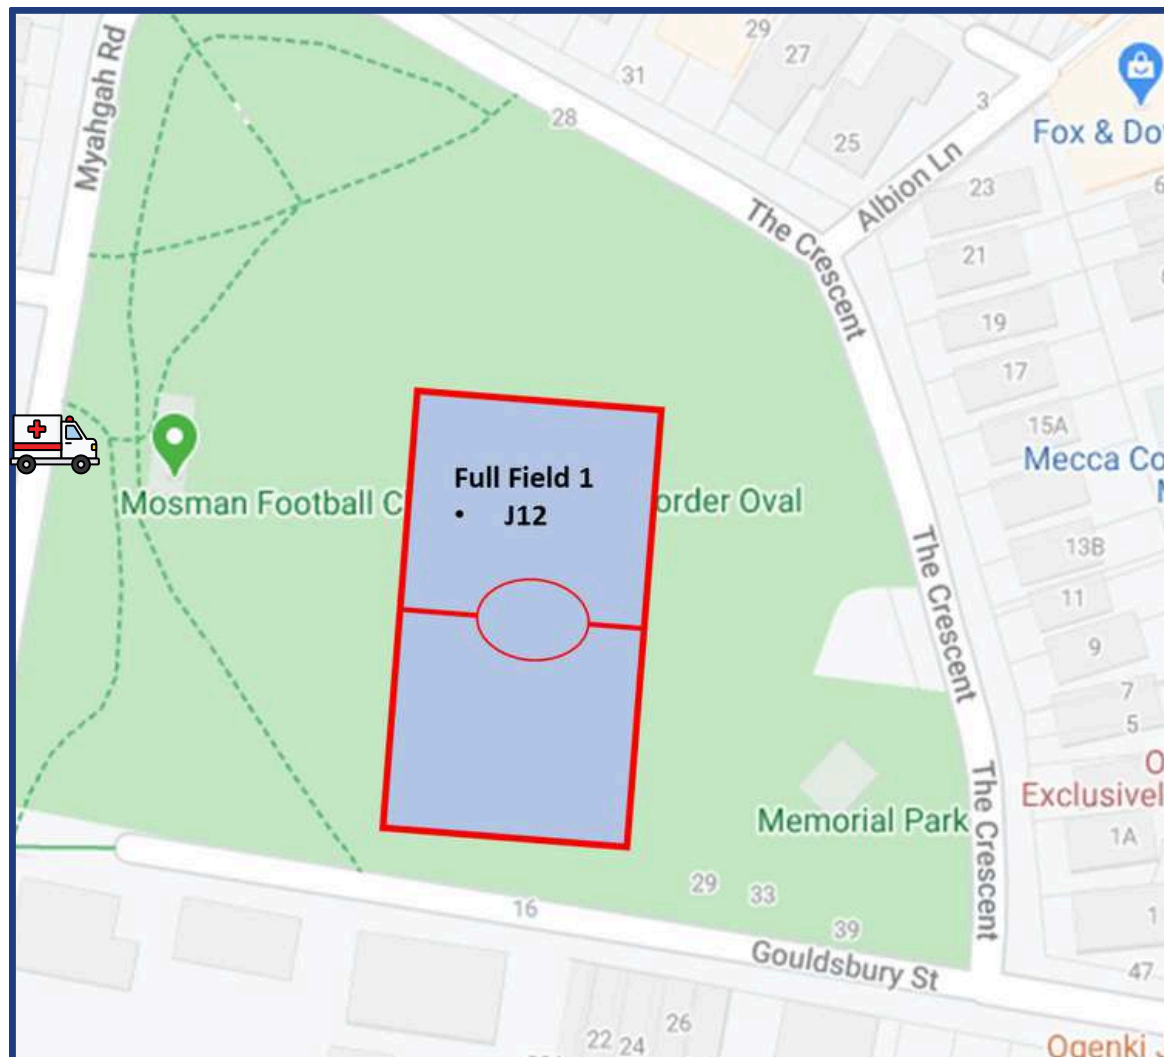 Myahgah Rd
29
27
31
28
25
3
Fox & Do
Albion Ln
The Crescent
23
21
19
17
15A
Mecca Co
Full Field 1
• J12
Mosman Football C
order Oval
13B
The Crescent
11
9
7
5
Exclusivel
Memorial Park
The Crescent
1A
29
33
39
16
1
Gouldsbury St
47
22
24
26
Ogenki